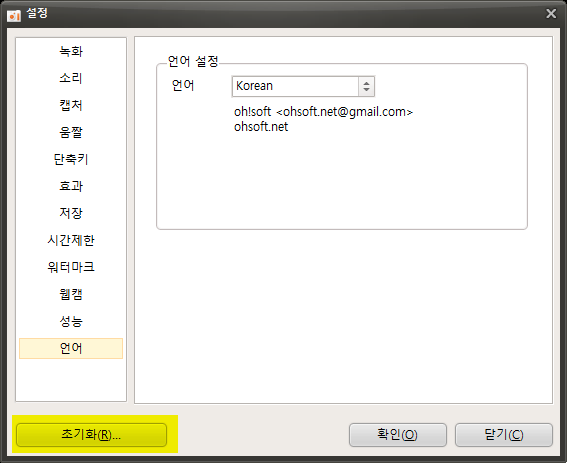 설정
녹화
소리
캡처
움짤
단축키
효과
저장
시간제한
워터마크
웹캠
성능
언어
언어 설정
언어 Korean
oh!soft <ohsoft.net@gmail.com>
ohsoft.net
초기화(R)... 확인(O) 닫기(C)